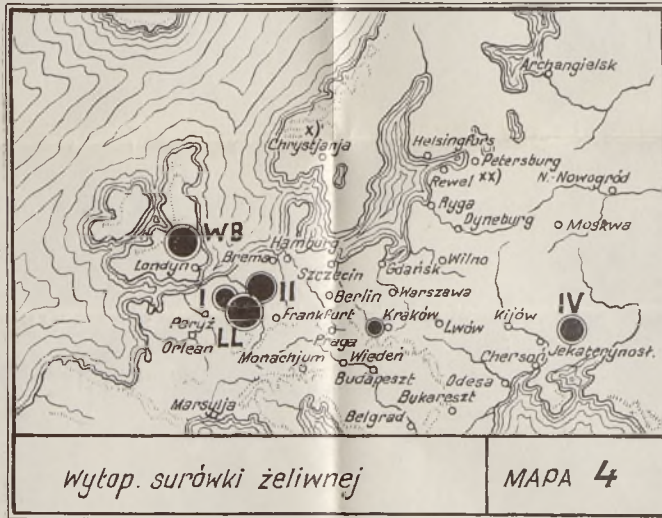 Archangielsk
x)
Chrystjanja
Helsingfors
Petersburg
Rewel xx)
N.-Nowogród
Ryga
Moskwa
Dyneburg
WB
Hamburg
Brema
Londyn
Wilno
Gdańsk
Szczecin
II
IV
I
Berlin
Warszawa
Frankfurt
Kraków
Lwów
Kijów
Paryż
LL
Praga
Orlean
Jekaterynosł.
Chersoń
Monachjum
Wiedeń
Budapeszt
Odesa
Bukareszt
Marsylja
Belgrad
Wytop. surówki żeliwnej
MAPA 4